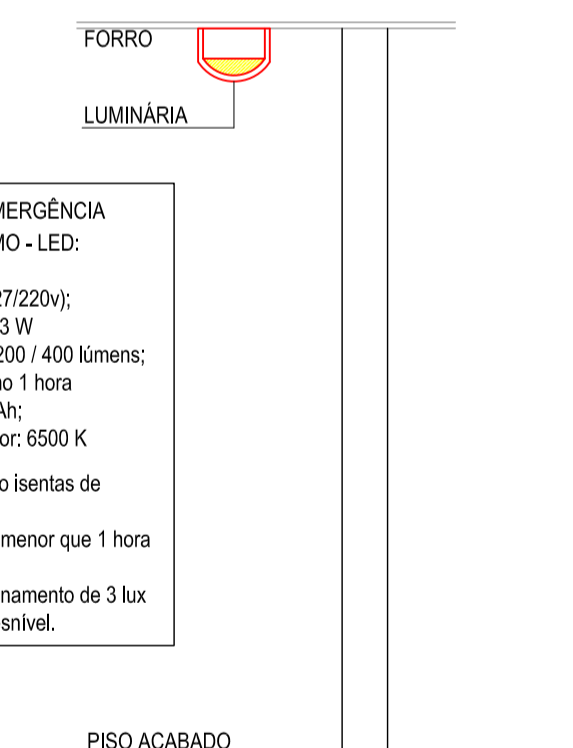 FORRO
LUMINÁRIA
MERGÊNCIA
MO - LED:
27/220v);
3 W
200 / 400 lúmens;
no 1 hora
Ah;
or: 6500 K
o isentas de
menor que 1 hora
namento de 3 lux
snível.
PISO ACABADO